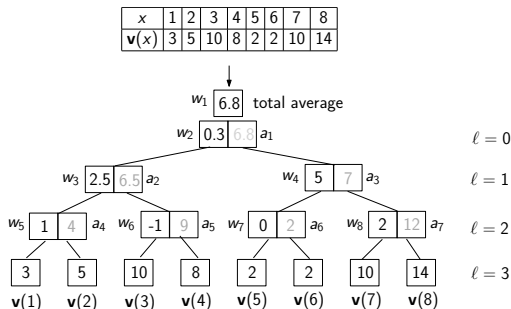 x 1 2 3 4 5 6 7 8
v(x) 3 5 10 8 2 2 10 14
w1 6.8 total average
w2 0.3 6.8 a1 ℓ = 0
w3 2.5 6.5 a2 w4 5 7 a3 ℓ = 1
w5 1 4 a4 w6 -1 9 a5 w7 0 2 a6 w8 2 12 a7 ℓ = 2
3 5 10 8 2 2 10 14 ℓ = 3
v(1) v(2) v(3) v(4) v(5) v(6) v(7) v(8)